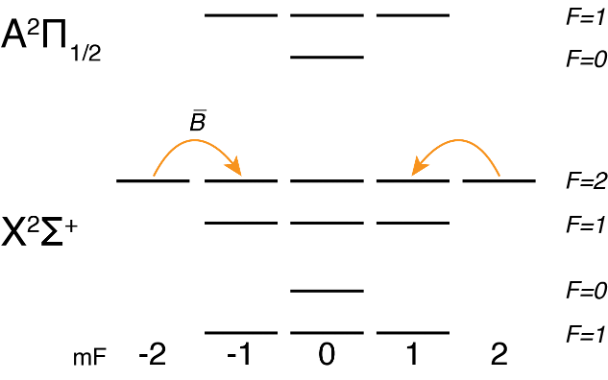 A²Π₁/₂
F=1
F=0
B̅
F=2
X²Σ⁺
F=1
F=0
F=1
mF -2 -1 0 1 2